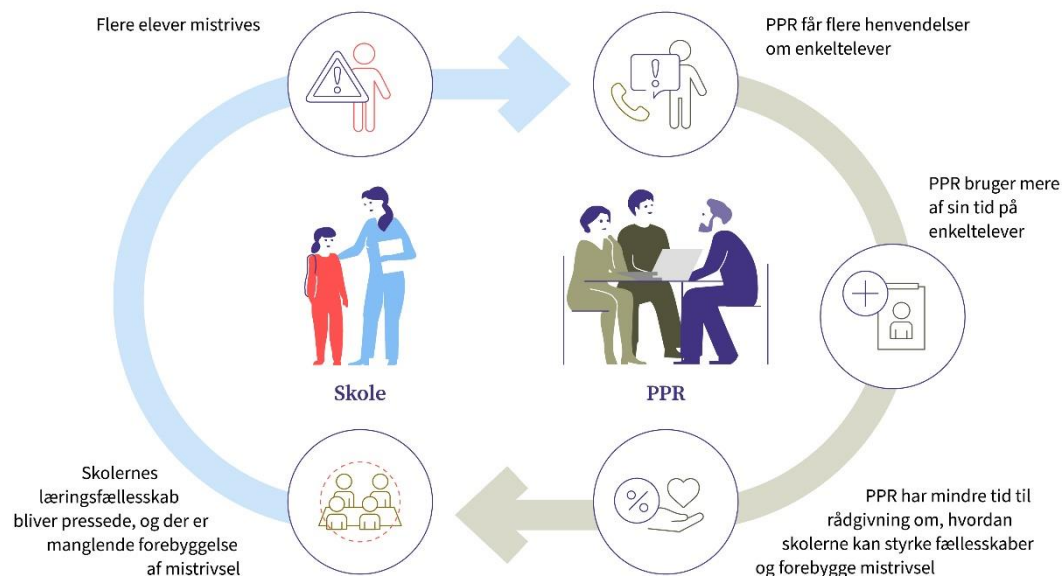 Flere elever mistrives
PPR får flere henvendelser
om enkeltelever
PPR bruger mere
af sin tid på
enkeltelever
Skole
PPR
Skolernes
læringsfællesskab
bliver pressede, og der er
manglende forebyggelse
af mistrivsel
PPR har mindre tid til
rådgivning om, hvordan
skolerne kan styrke fællesskaber
og forebygge mistrivsel